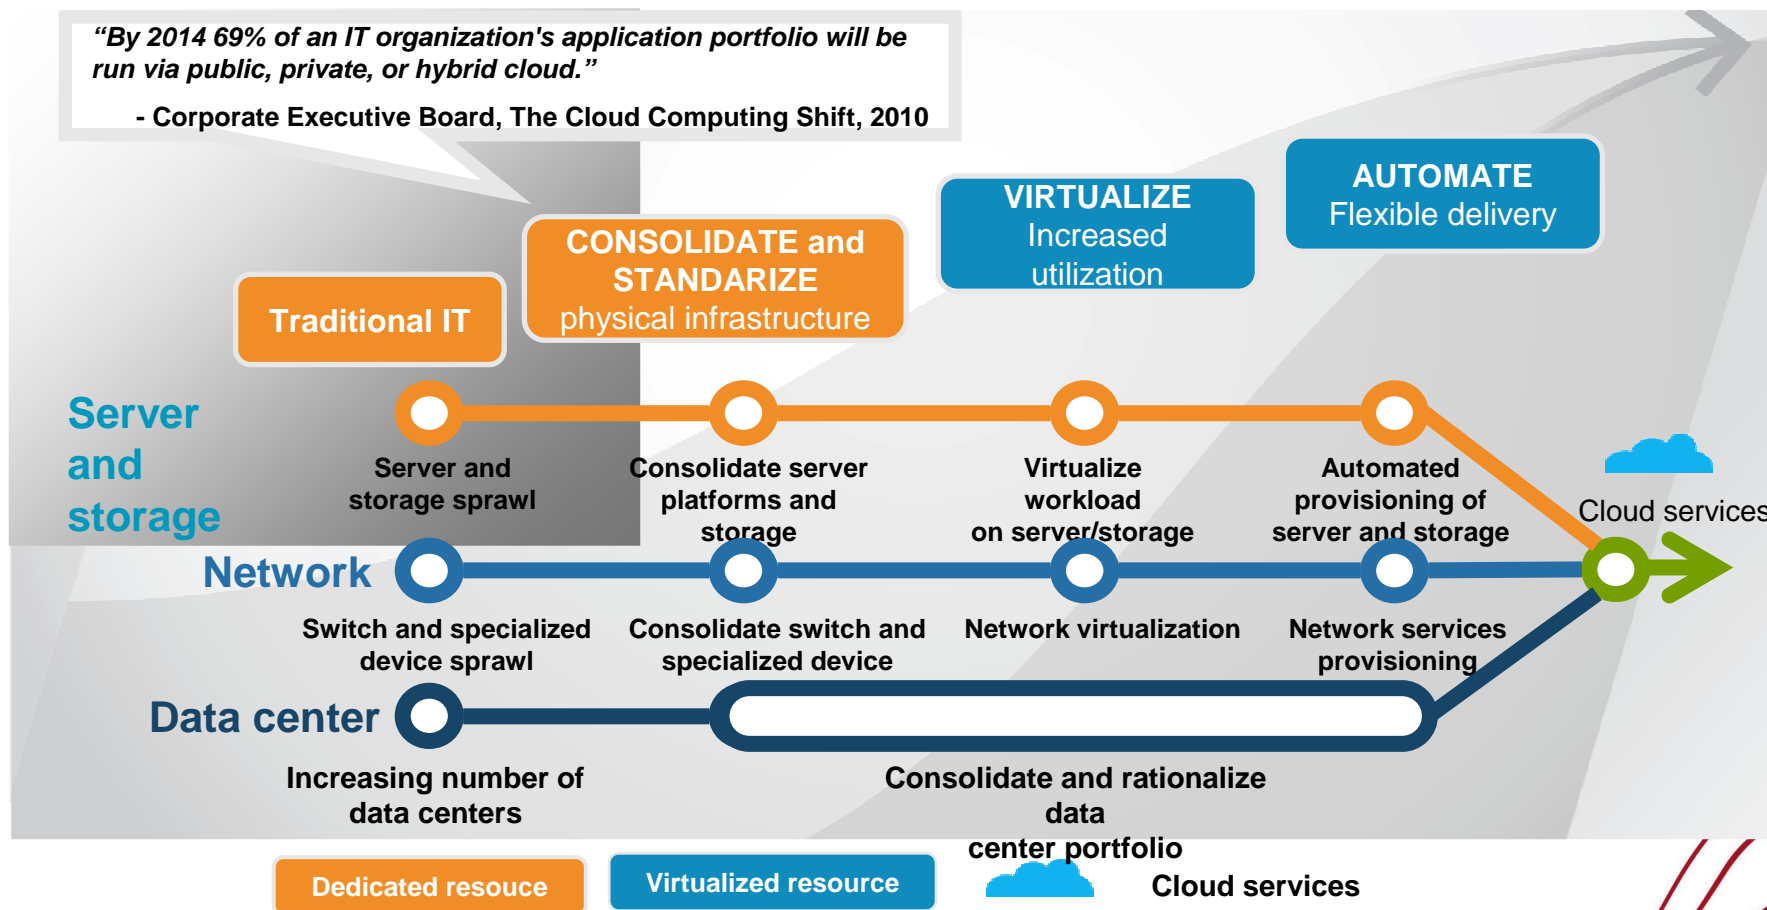 “By 2014 69% of an IT organization's application portfolio will be
run via public, private, or hybrid cloud.”
- Corporate Executive Board, The Cloud Computing Shift, 2010
Traditional IT
CONSOLIDATE and
STANDARIZE
physical infrastructure
VIRTUALIZE
Increased
utilization
AUTOMATE
Flexible delivery
Server
and
storage
Server and
storage sprawl
Consolidate server
platforms and
storage
Virtualize
workload
on server/storage
Automated
provisioning of
server and storage
Cloud services
Network
Switch and specialized
device sprawl
Consolidate switch and
specialized device
Network virtualization
Network services
provisioning
Data center
Increasing number of
data centers
Consolidate and rationalize
data
center portfolio
Dedicated resouce
Virtualized resource
Cloud services